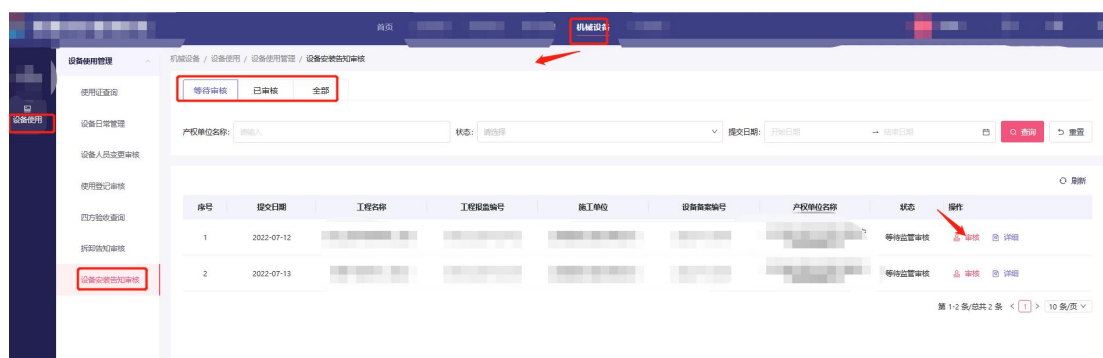 首页 机械设备
设备使用
设备使用管理
使用证查询
设备日常管理
设备人员变更审核
使用登记审核
四方验收查询
拆卸告知审核
设备安装告知审核
机械设备 / 设备使用 / 设备使用管理 / 设备安装告知审核
等待审核 已审核 全部
产权单位名称: 请输入 状态: 请选择 提交日期: 开始日期 → 结束日期 查询 重置
刷新
序号 提交日期 工程名称 工程报监编号 施工单位 设备备案编号 产权单位名称 状态 操作
1 2022-07-12 等待监管审核 审核 详细
2 2022-07-13 等待监管审核 审核 详细
第 1-2 条/总共 2 条 < 1 > 10 条/页